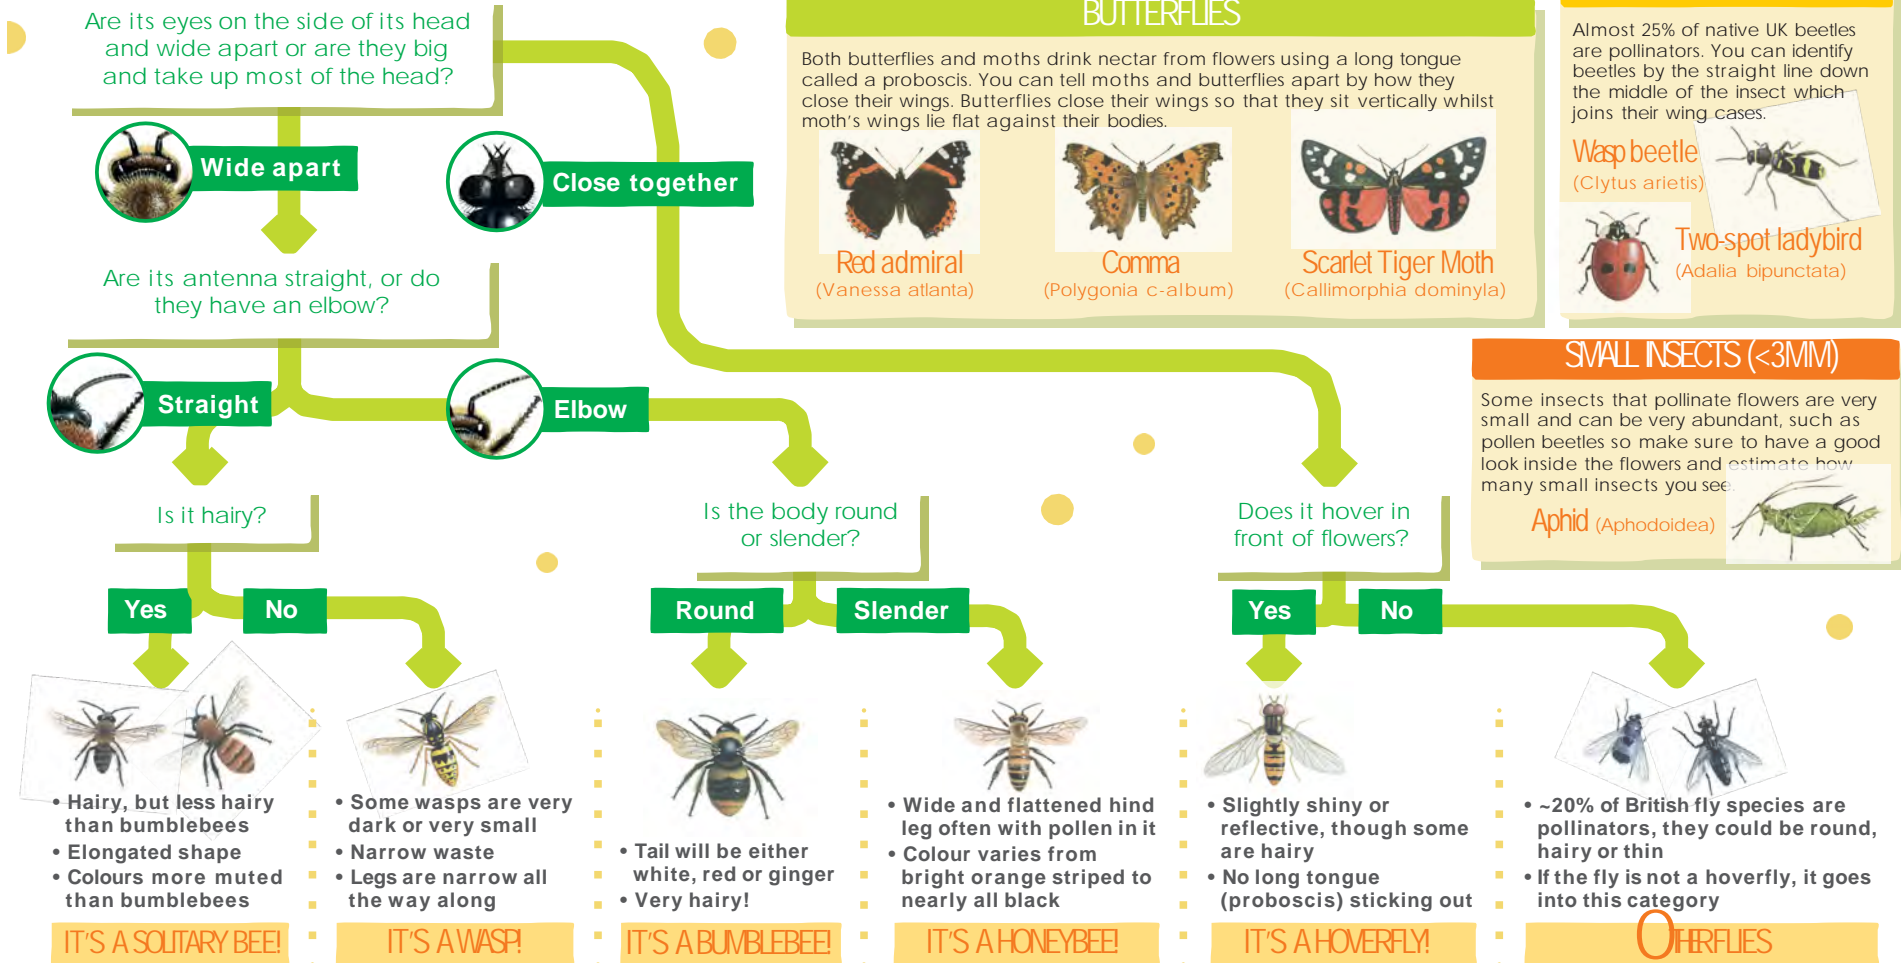 Are its eyes on the side of its head
and wide apart or are they big
and take up most of the head?
Wide apart
Close together
Are its antenna straight, or do
they have an elbow?
Straight
Elbow
Is it hairy?
Is the body round
or slender?
Does it hover in
front of flowers?
Yes
No
Round
Slender
Yes
No
• Hairy, but less hairy
than bumblebees
• Elongated shape
• Colours more muted
than bumblebees
IT'S A SOLITARY BEE!
• Some wasps are very
dark or very small
• Narrow waste
• Legs are narrow all
the way along
IT'S A WASP!
• Tail will be either
white, red or ginger
• Very hairy!
IT'S A BUMBLEBEE!
• Wide and flattened hind
leg often with pollen in it
• Colour varies from
bright orange striped to
nearly all black
IT'S A HONEYBEE!
• Slightly shiny or
reflective, though some
are hairy
• No long tongue
(proboscis) sticking out
IT'S A HOVERFLY!
• ~20% of British fly species are
pollinators, they could be round,
hairy or thin
• If the fly is not a hoverfly, it goes
into this category
OTHER FLIES
BUTTERFLIES
Both butterflies and moths drink nectar from flowers using a long tongue
called a proboscis. You can tell moths and butterflies apart by how they
close their wings. Butterflies close their wings so that they sit vertically whilst
moth's wings lie flat against their bodies.
Red admiral
(Vanessa atlanta)
Comma
(Polygonia c-album)
Scarlet Tiger Moth
(Callimorphia dominyla)
Almost 25% of native UK beetles
are pollinators. You can identify
beetles by the straight line down
the middle of the insect which
joins their wing cases.
Wasp beetle
(Clytus arietis)
Two-spot ladybird
(Adalia bipunctata)
SMALL INSECTS (<3MM)
Some insects that pollinate flowers are very
small and can be very abundant, such as
pollen beetles so make sure to have a good
look inside the flowers and estimate how
many small insects you see.
Aphid (Aphodoidea)